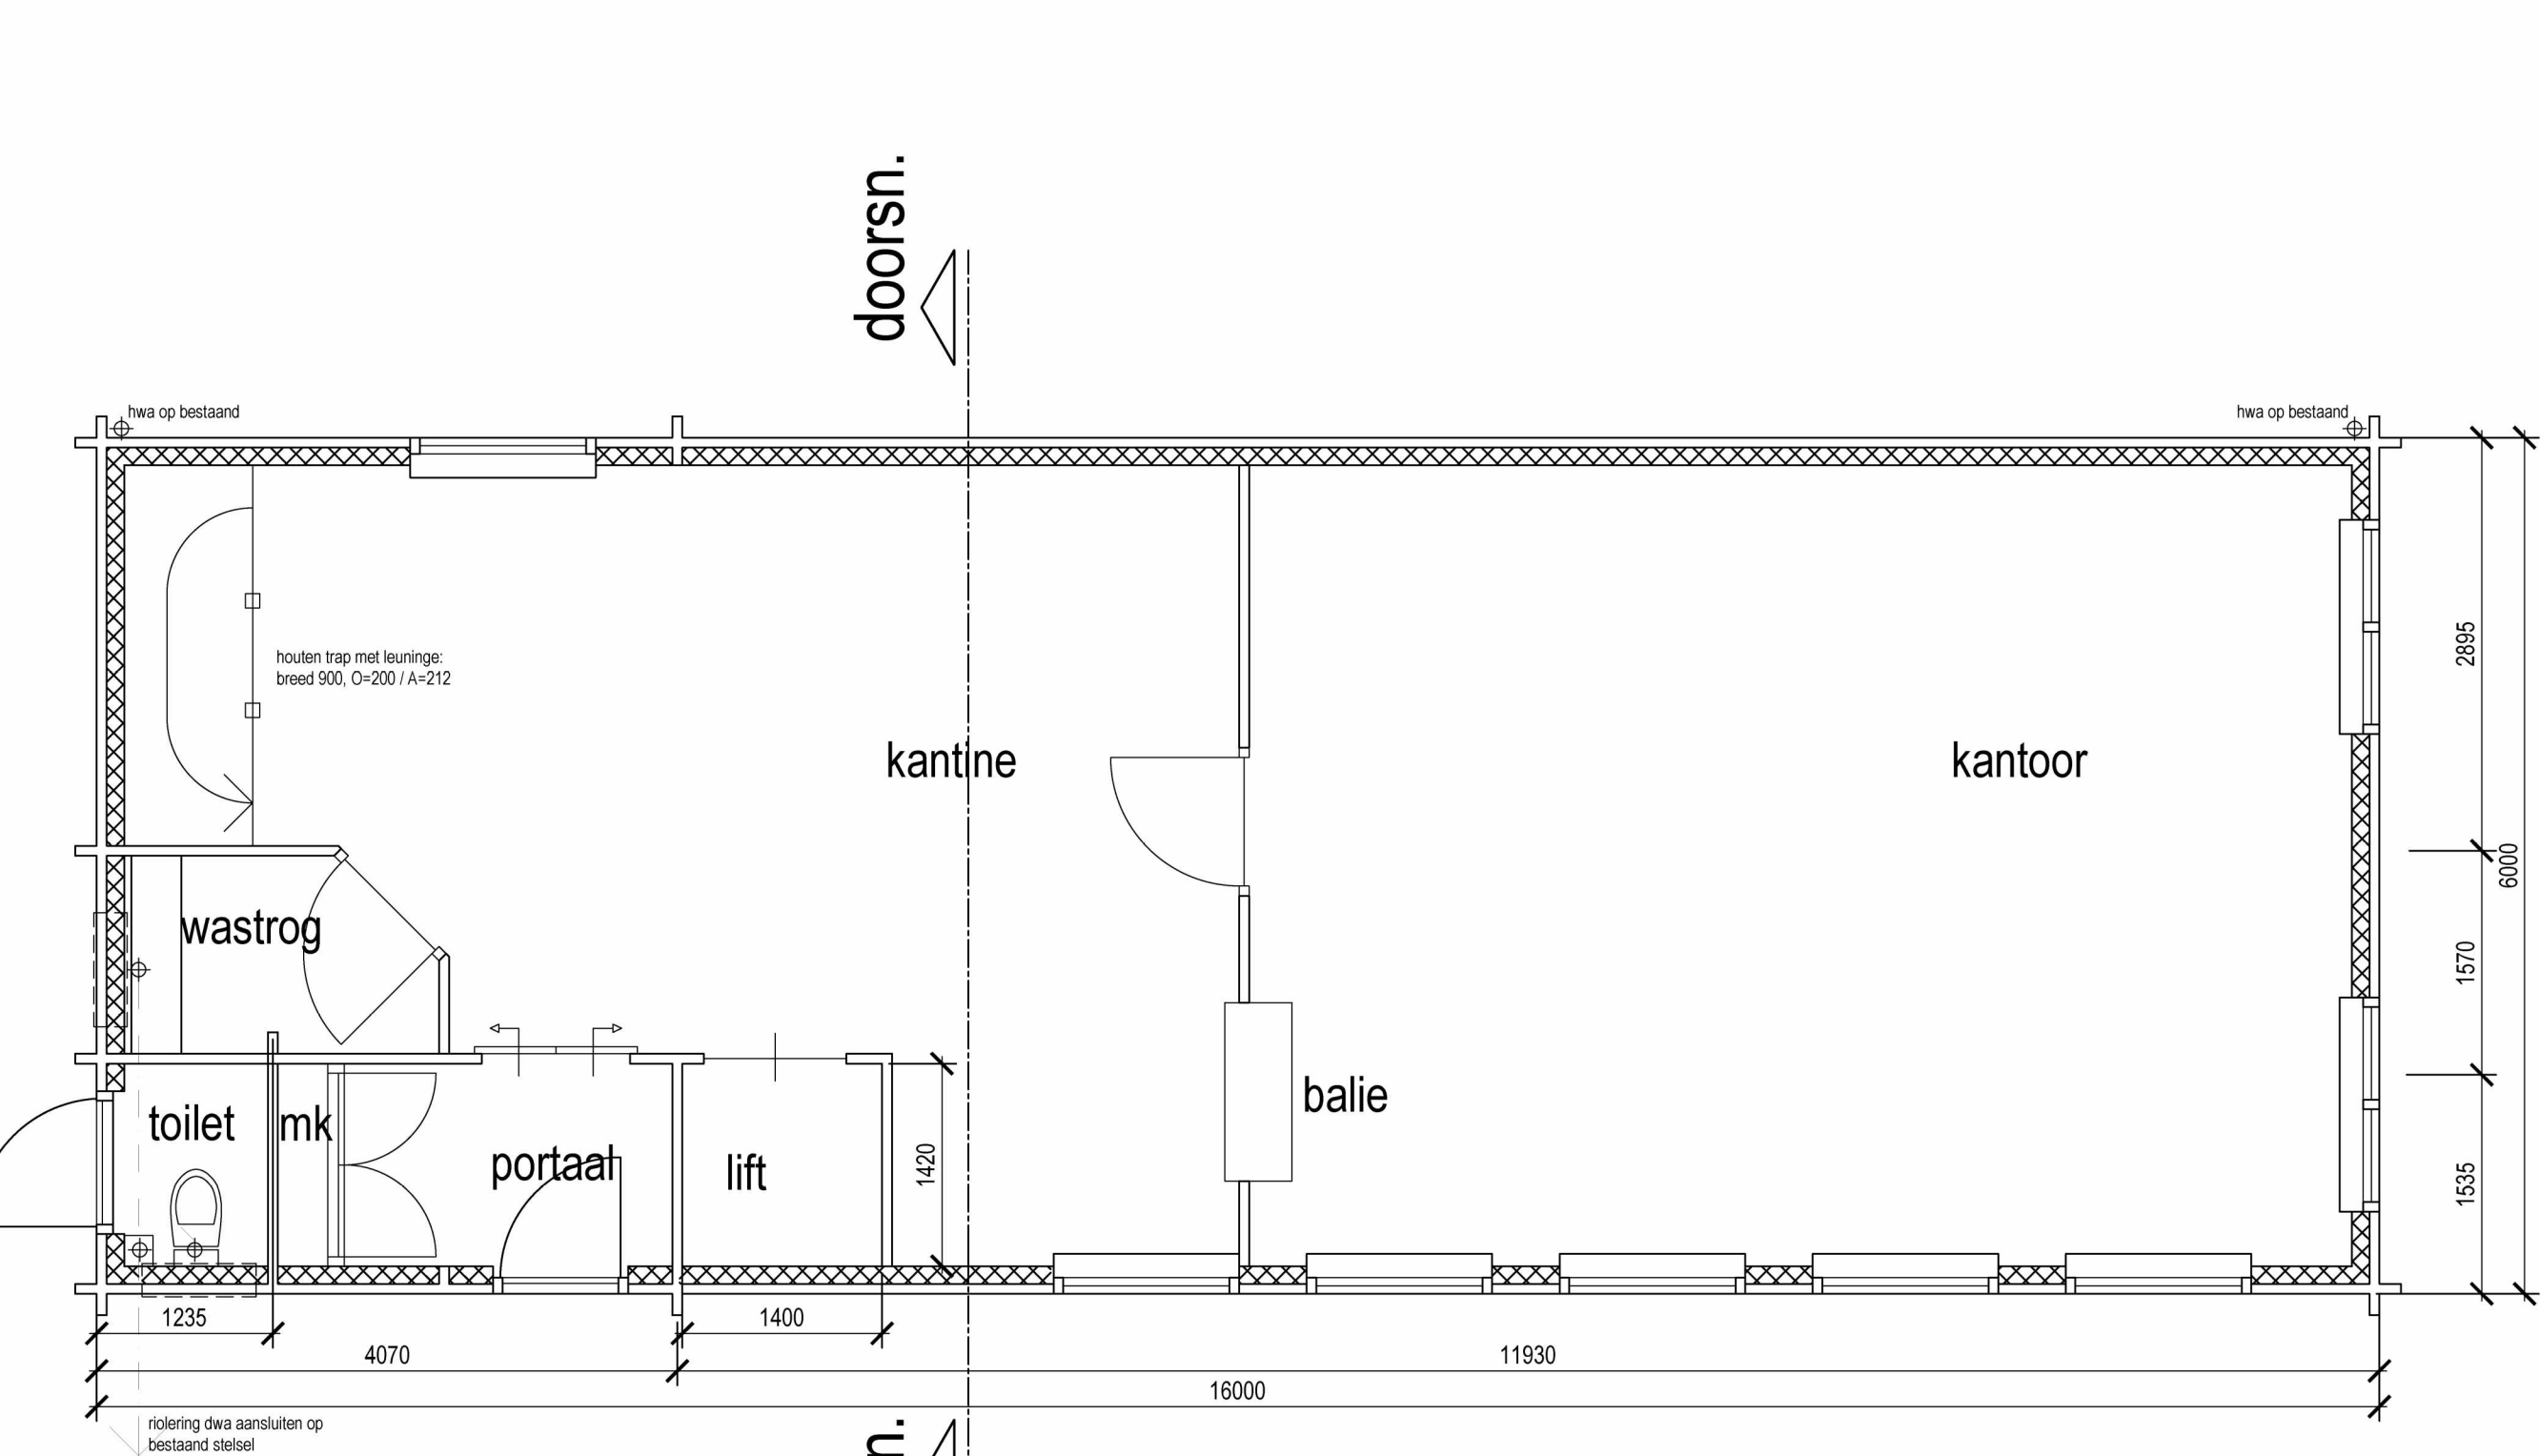 doorsn.
hwa op bestaand
hwa op bestaand
houten trap met leuninge:
breed 900, O=200 / A=212
2895
kantine
kantoor
6000
wastrog
1570
balie
toilet
mk
portaal
lift
1420
1535
1235
1400
4070
11930
16000
riolering dwa aansluiten op
bestaand stelsel
n.